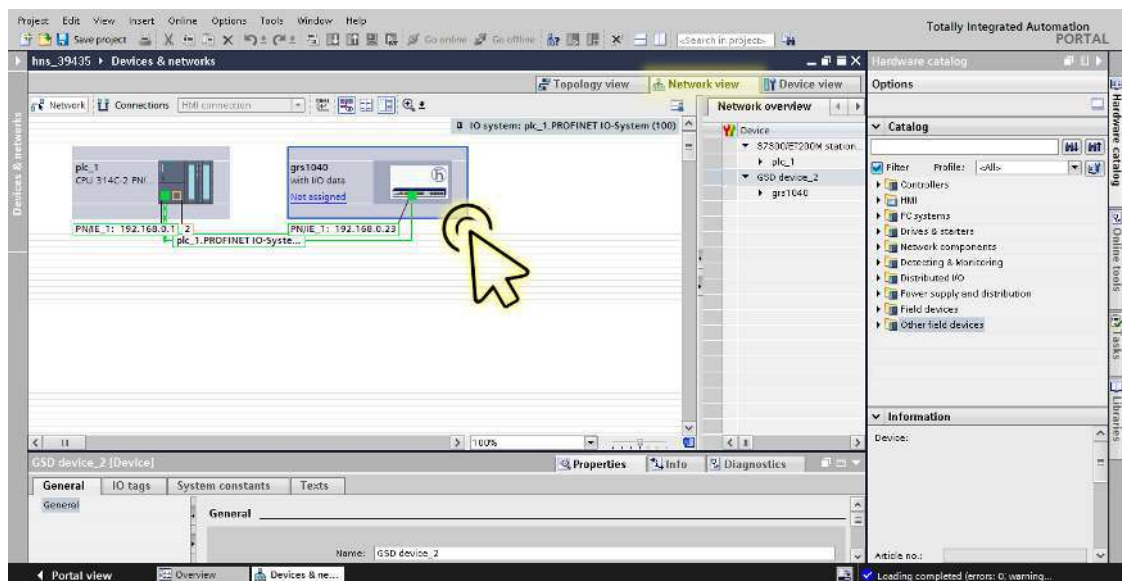 Project Edit View Insert Online Options Tools Window Help
Totally Integrated Automation
PORTAL
Save project
Go online
Go offline
<Search in project>
hns_39435 ▸ Devices & networks
Hardware catalog
Topology view
Network view
Device view
Options
Network
Connections
HMI connection
Network overview
IO system: plc_1.PROFINET IO-System (100)
Device
S7300/ET200M station...
plc_1
GSD device_2
grs1040
plc_1
CPU 314C-2 PN/...
grs1040
with I/O data
Not assigned
PN/IE_1: 192.168.0.1
2
PN/IE_1: 192.168.0.23
plc_1.PROFINET IO-Syste...
Catalog
Filter
Profile:
<All>
Controllers
HMI
PC systems
Drives & starters
Network components
Detecting & Monitoring
Distributed I/O
Power supply and distribution
Field devices
Other field devices
Devices & networks
Hardware catalog
Online tools
Tasks
Libraries
100%
Information
Device:
Article no.:
GSD device_2 [Device]
Properties
Info
Diagnostics
General
IO tags
System constants
Texts
General
General
Name:
GSD device_2
Portal view
Overview
Devices & ne...
Loading completed (errors: 0; warning...